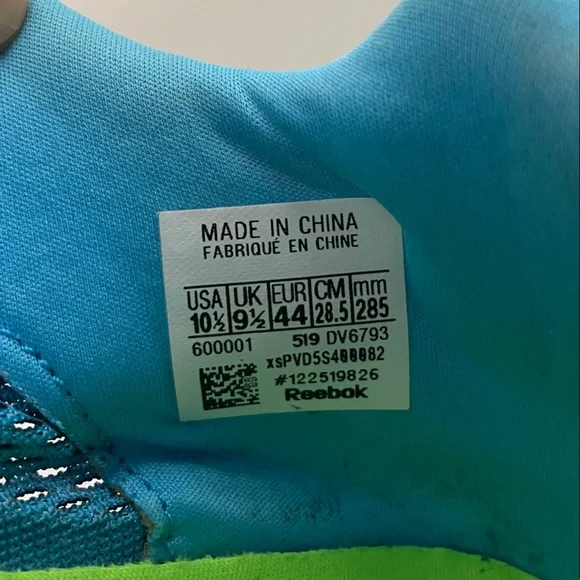 MADE IN CHINA
FABRIQUÉ EN CHINE
USA UK EUR CM mm
10½ 9½ 44 28.5 285
600001 519 DV6793
xsPVD5S400082
#122519826
Reebok